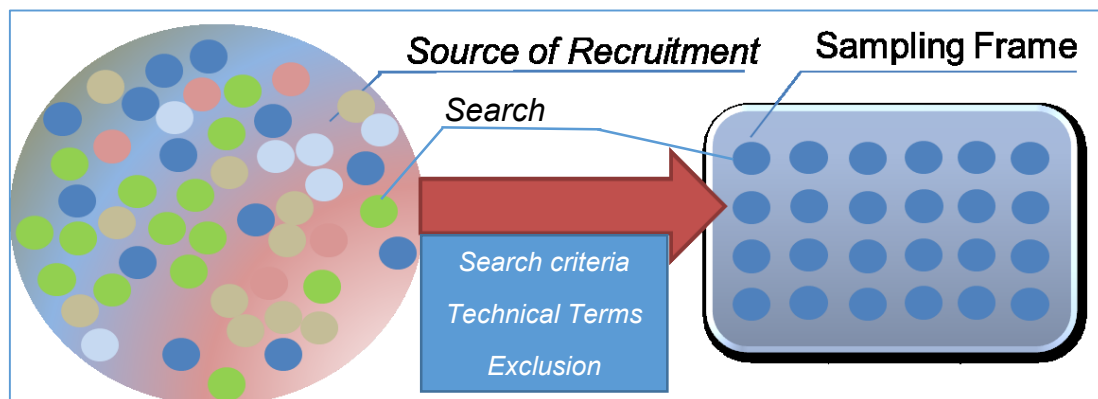 Source of Recruitment
Sampling Frame
Search
Search criteria
Technical Terms
Exclusion